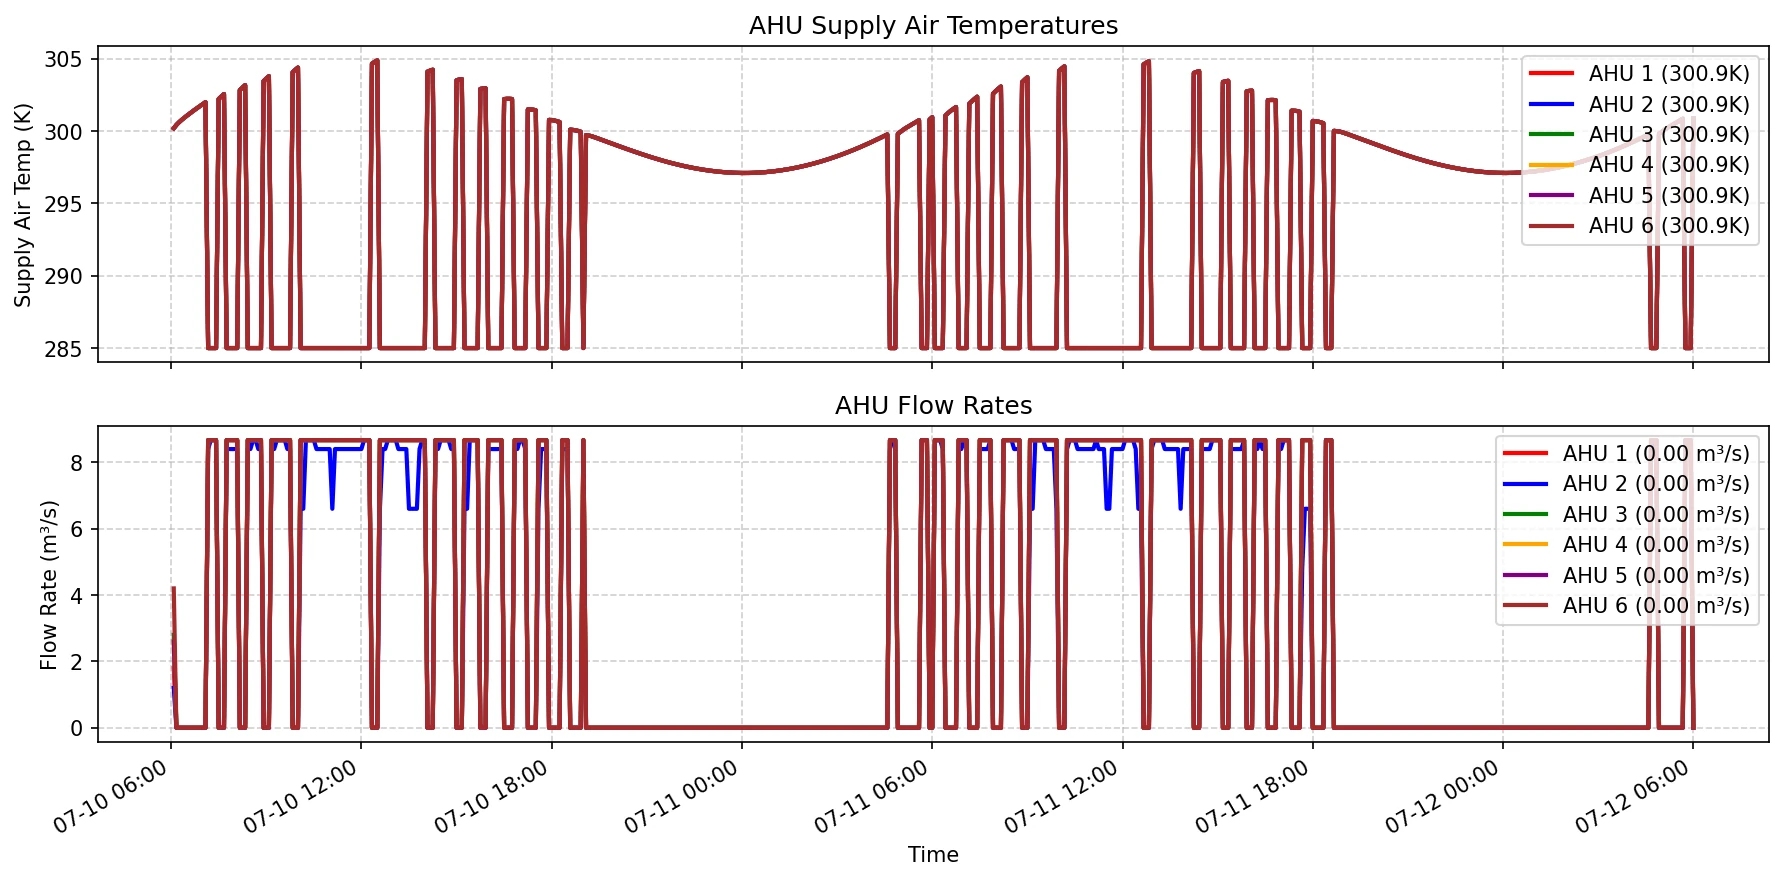 AHU Supply Air Temperatures
Supply Air Temp (K)
305
300
295
290
285
AHU 1 (300.9K)
AHU 2 (300.9K)
AHU 3 (300.9K)
AHU 4 (300.9K)
AHU 5 (300.9K)
AHU 6 (300.9K)
AHU Flow Rates
Flow Rate (m³/s)
8
6
4
2
0
AHU 1 (0.00 m³/s)
AHU 2 (0.00 m³/s)
AHU 3 (0.00 m³/s)
AHU 4 (0.00 m³/s)
AHU 5 (0.00 m³/s)
AHU 6 (0.00 m³/s)
07-10 06:00
07-10 12:00
07-10 18:00
07-11 00:00
07-11 06:00
07-11 12:00
07-11 18:00
07-12 00:00
07-12 06:00
Time